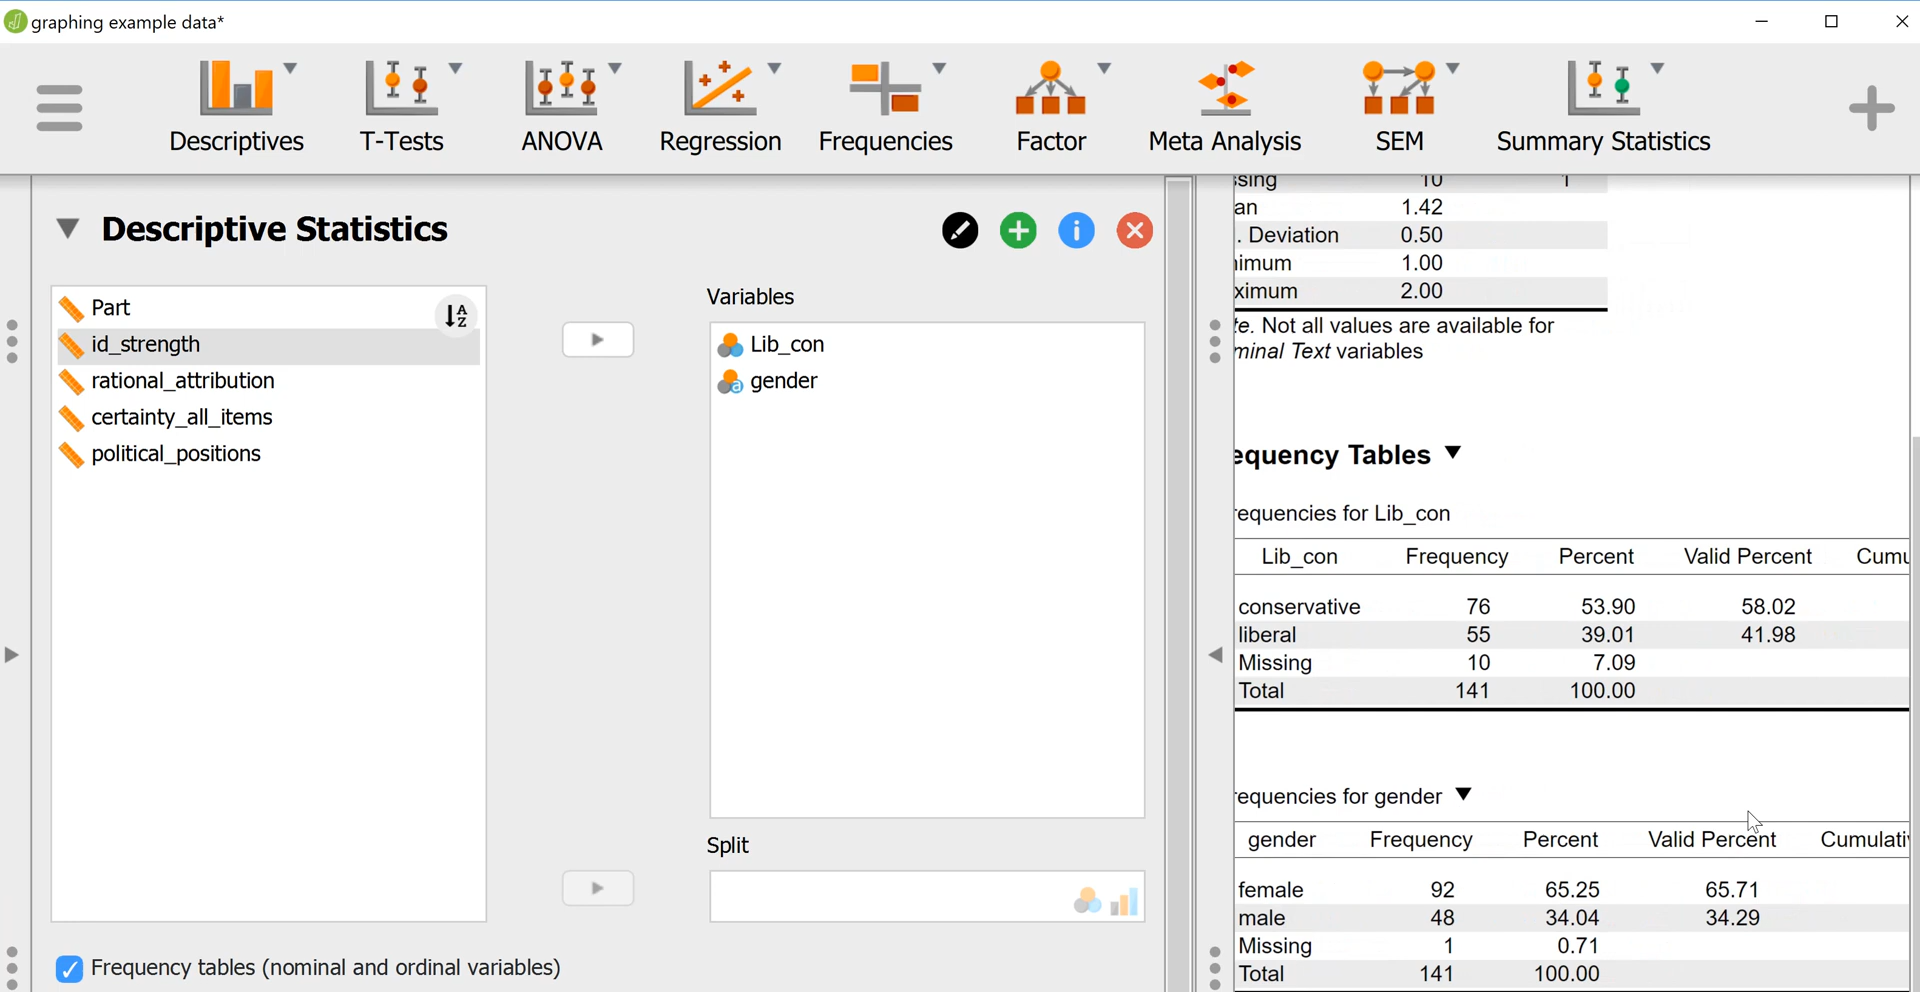 graphing example data*
Descriptives T-Tests ANOVA Regression Frequencies Factor Meta Analysis SEM Summary Statistics
Descriptive Statistics
Part
id_strength
rational_attribution
certainty_all_items
political_positions
Variables
Lib_con
gender
Split
Frequency tables (nominal and ordinal variables)
ssing 10 1
an 1.42
. Deviation 0.50
nimum 1.00
ximum 2.00
te. Not all values are available for
minal Text variables
equency Tables
requencies for Lib_con
Lib_con Frequency Percent Valid Percent Cumu
conservative 76 53.90 58.02
liberal 55 39.01 41.98
Missing 10 7.09
Total 141 100.00
requencies for gender
gender Frequency Percent Valid Percent Cumulati
female 92 65.25 65.71
male 48 34.04 34.29
Missing 1 0.71
Total 141 100.00